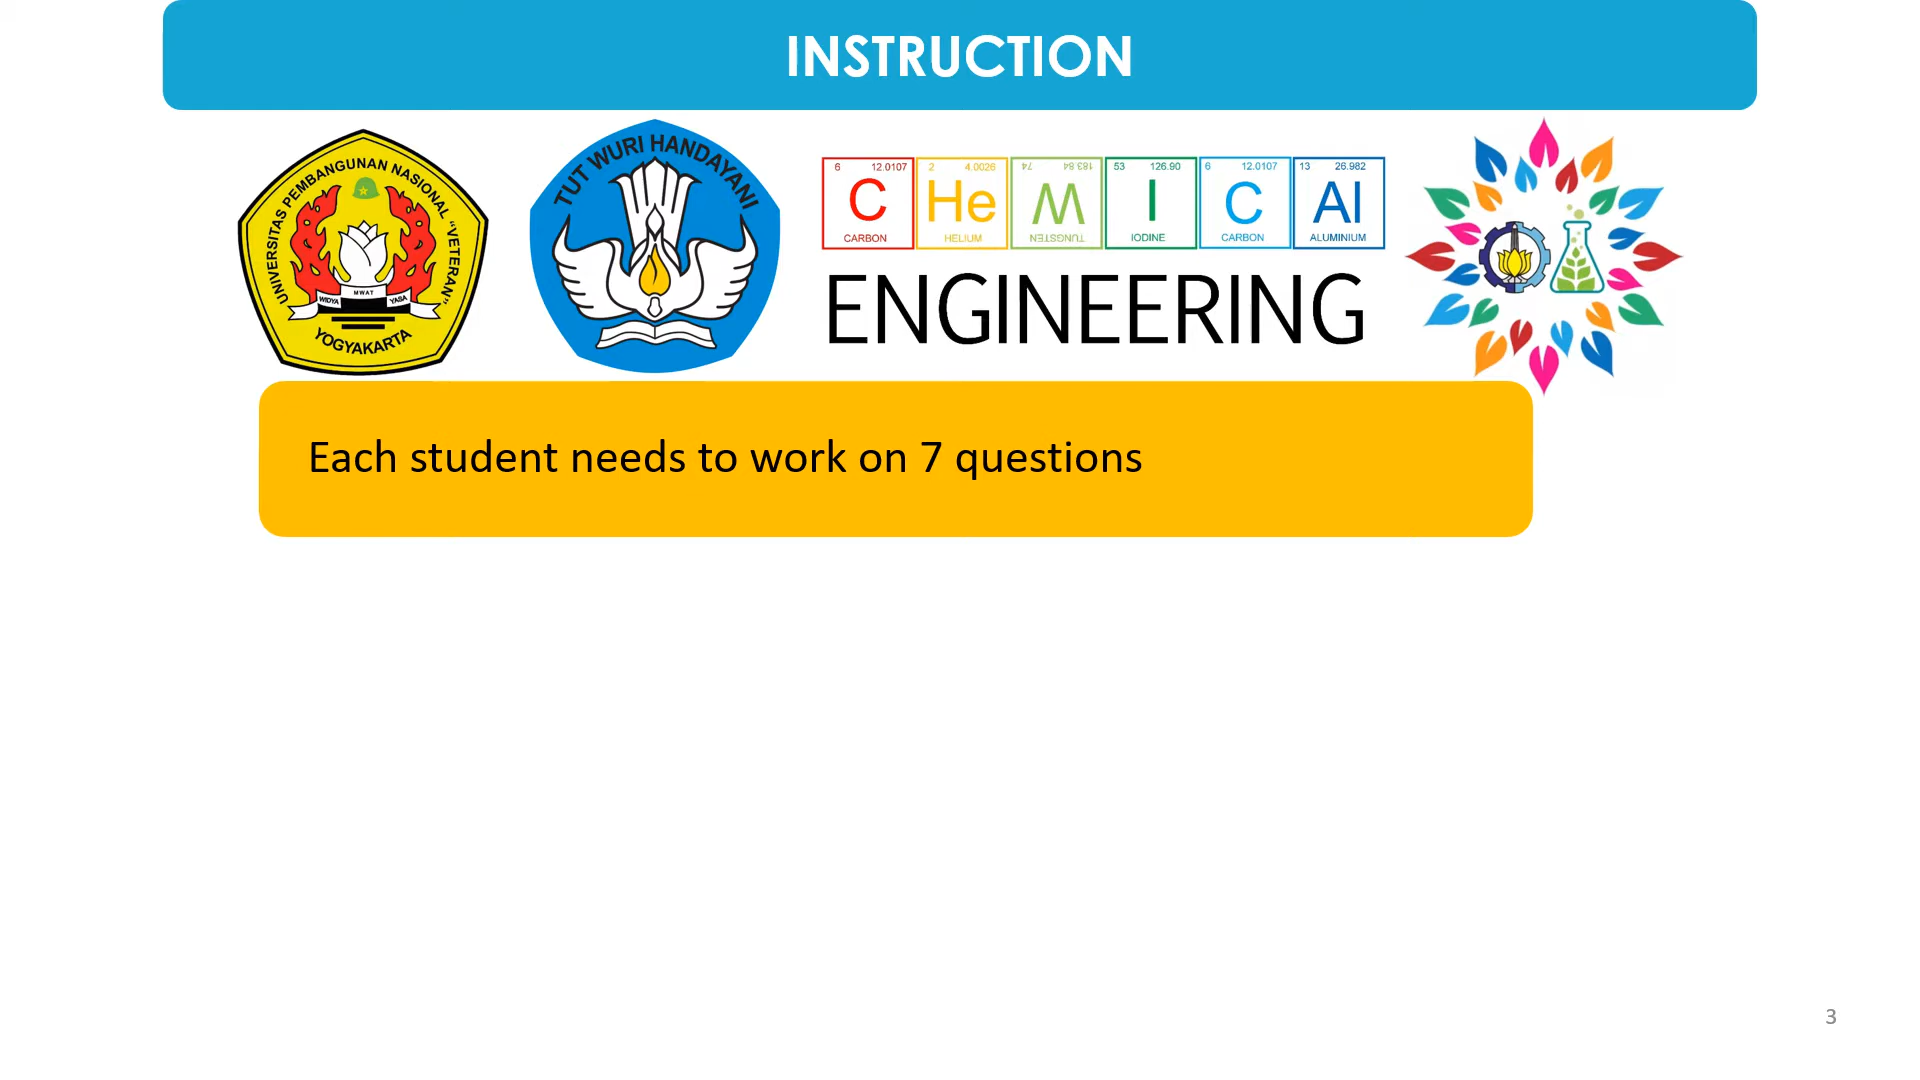 INSTRUCTION
UNIVERSITAS PEMBANGUNAN NASIONAL "VETERAN"
WIDYA MWAT YASA
YOGYAKARTA
TUT WURI HANDAYANI
6 12.0107 2 4.0026 74 183.84 53 126.90 6 12.0107 13 26.982
C He W I C Al
CARBON HELIUM TUNGSTEN IODINE CARBON ALUMINIUM
ENGINEERING
Each student needs to work on 7 questions
3